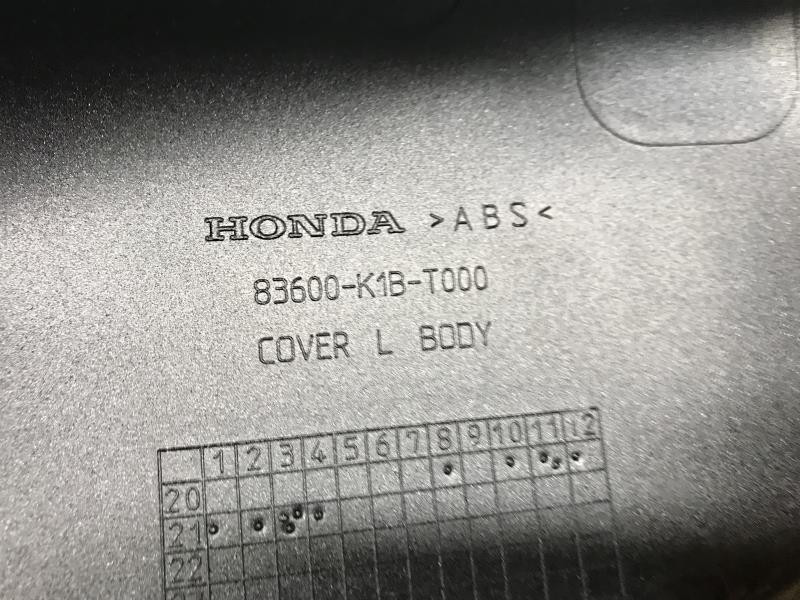 HONDA >ABS<
83600-K1B-T000
COVER L BODY
1 2 3 4 5 6 7 8 9 10 11 12
20
21
22